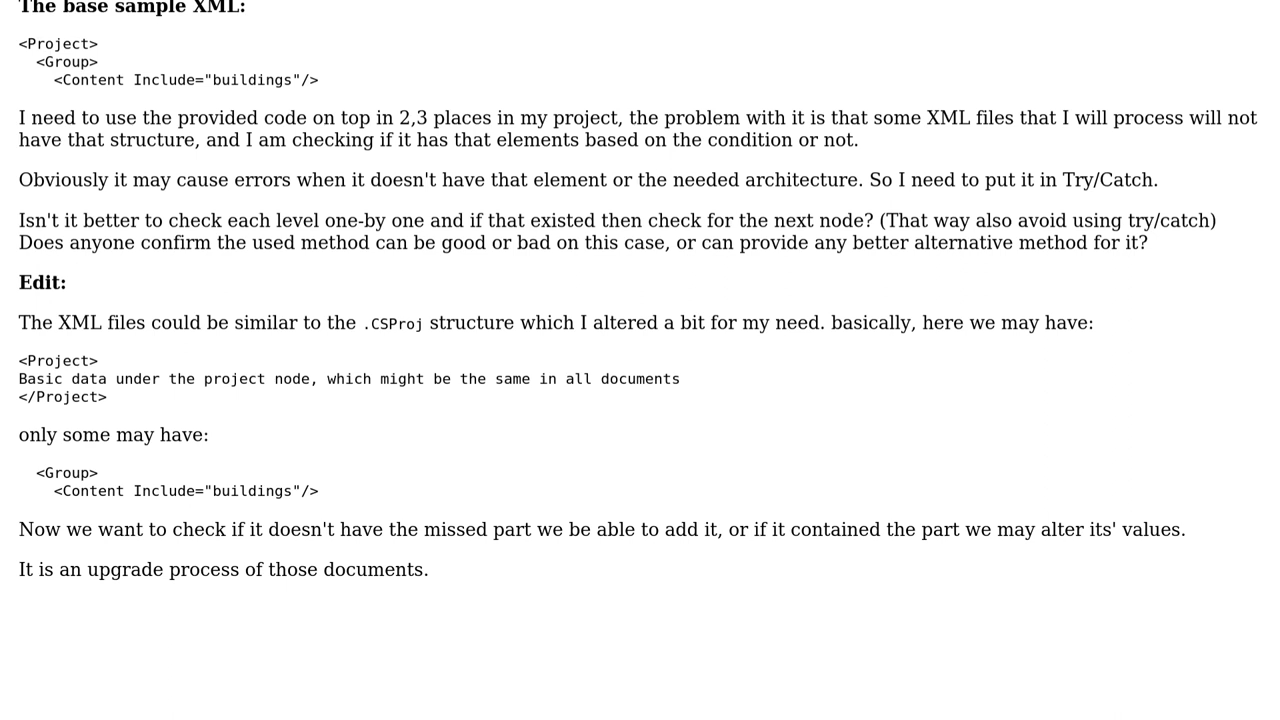 The base sample XML:
<Project>
  <Group>
    <Content Include="buildings"/>
I need to use the provided code on top in 2,3 places in my project, the problem with it is that some XML files that I will process will not
have that structure, and I am checking if it has that elements based on the condition or not.
Obviously it may cause errors when it doesn't have that element or the needed architecture. So I need to put it in Try/Catch.
Isn't it better to check each level one-by one and if that existed then check for the next node? (That way also avoid using try/catch)
Does anyone confirm the used method can be good or bad on this case, or can provide any better alternative method for it?
Edit:
The XML files could be similar to the .CSProj structure which I altered a bit for my need. basically, here we may have:
<Project>
Basic data under the project node, which might be the same in all documents
</Project>
only some may have:
  <Group>
    <Content Include="buildings"/>
Now we want to check if it doesn't have the missed part we be able to add it, or if it contained the part we may alter its' values.
It is an upgrade process of those documents.